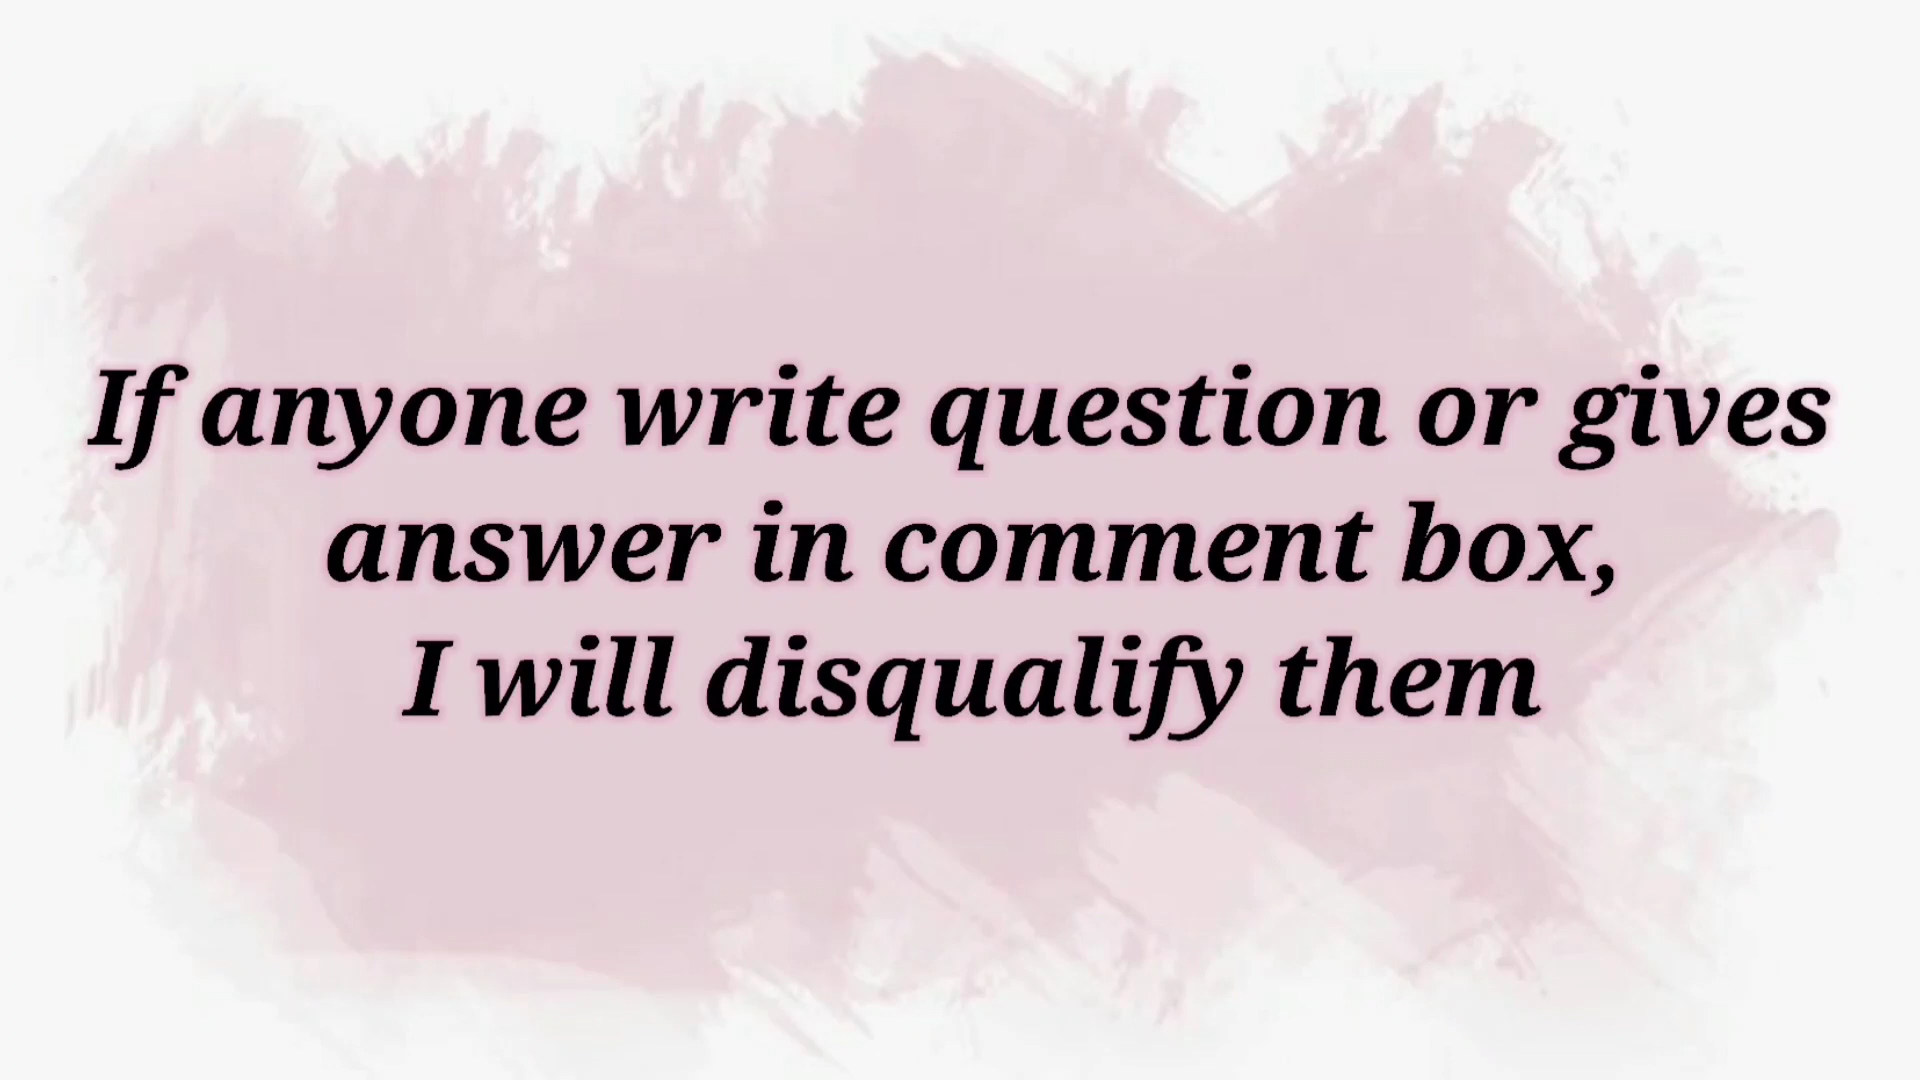 If anyone write question or gives
answer in comment box,
I will disqualify them